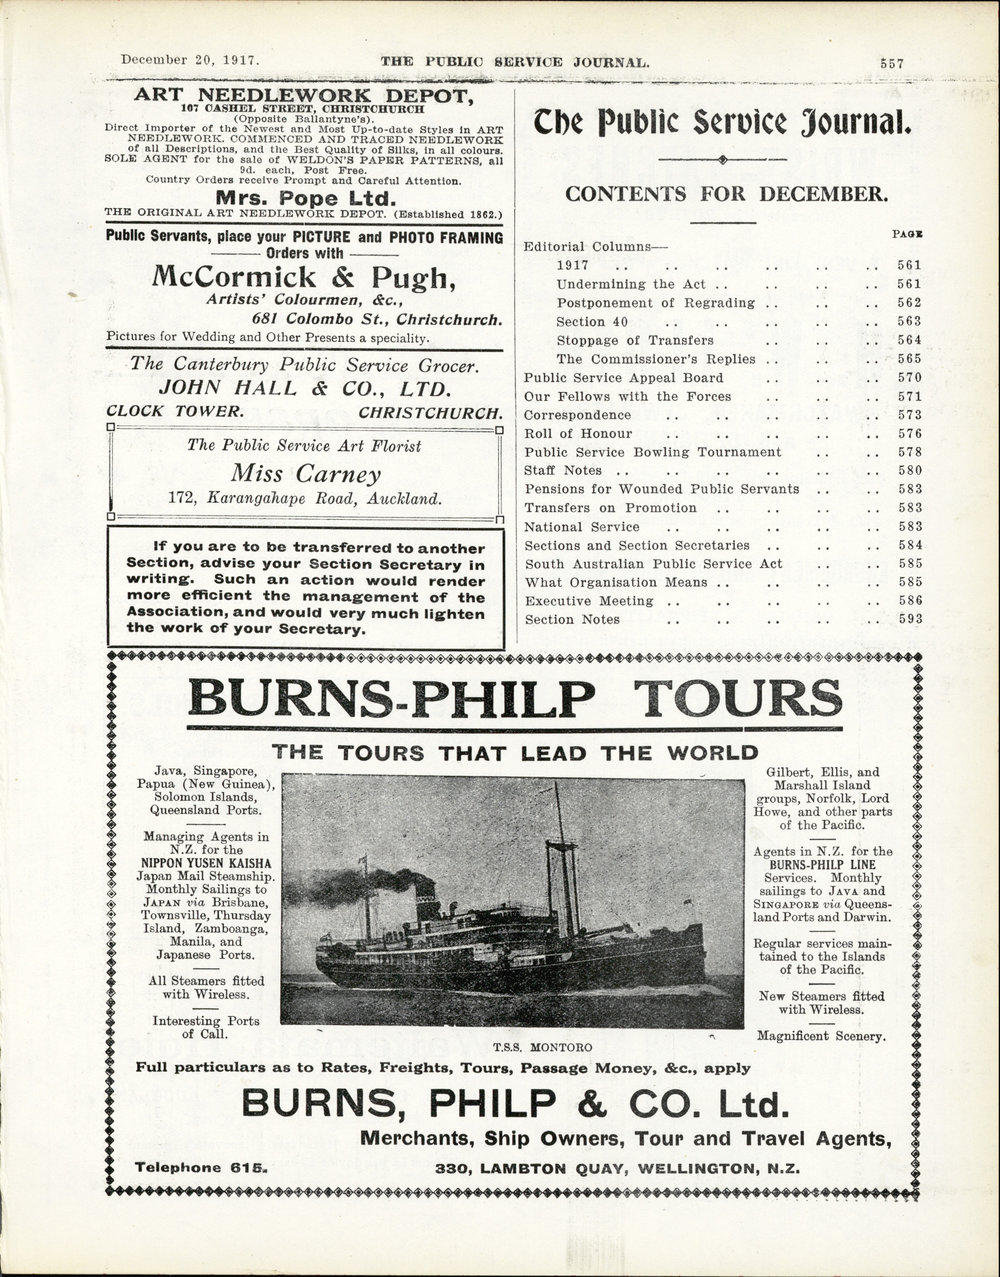 December 20, 1917.
THE PUBLIC SERVICE JOURNAL.
557
ART NEEDLEWORK DEPOT,
167 CASHEL STREET, CHRISTCHURCH
(Opposite Ballantyne's).
Direct Importer of the Newest and Most Up-to-date Styles in ART
NEEDLEWORK. COMMENCED AND TRACED NEEDLEWORK
of all Descriptions, and the Best Quality of Silks, in all colours.
SOLE AGENT for the sale of WELDON'S PAPER PATTERNS, all
9d. each, Post Free.
Country Orders receive Prompt and Careful Attention.
Mrs. Pope Ltd.
THE ORIGINAL ART NEEDLEWORK DEPOT. (Established 1862.)
Public Servants, place your PICTURE and PHOTO FRAMING
Orders with
McCormick & Pugh,
Artists' Colourmen, &c.,
681 Colombo St., Christchurch.
Pictures for Wedding and Other Presents a speciality.
The Canterbury Public Service Grocer.
JOHN HALL & CO., LTD.
CLOCK TOWER. CHRISTCHURCH.
The Public Service Art Florist
Miss Carney
172, Karangahape Road, Auckland.
If you are to be transferred to another
Section, advise your Section Secretary in
writing. Such an action would render
more efficient the management of the
Association, and would very much lighten
the work of your Secretary.
The Public Service Journal.
CONTENTS FOR DECEMBER.
PAGE
Editorial Columns—
1917 .. .. .. .. .. .. 561
Undermining the Act .. .. .. .. 561
Postponement of Regrading .. .. .. 562
Section 40 .. .. .. .. .. 563
Stoppage of Transfers .. .. .. 564
The Commissioner's Replies .. .. .. 565
Public Service Appeal Board .. .. .. 570
Our Fellows with the Forces .. .. .. 571
Correspondence .. .. .. .. .. 573
Roll of Honour .. .. .. .. .. 576
Public Service Bowling Tournament .. .. 578
Staff Notes .. .. .. .. .. .. 580
Pensions for Wounded Public Servants .. .. 583
Transfers on Promotion .. .. .. .. 583
National Service .. .. .. .. .. 583
Sections and Section Secretaries .. .. .. 584
South Australian Public Service Act .. .. 585
What Organisation Means .. .. .. .. 585
Executive Meeting .. .. .. .. .. 586
Section Notes .. .. .. .. .. 593
BURNS-PHILP TOURS
THE TOURS THAT LEAD THE WORLD
Java, Singapore,
Papua (New Guinea),
Solomon Islands,
Queensland Ports.
Managing Agents in
N.Z. for the
NIPPON YUSEN KAISHA
Japan Mail Steamship.
Monthly Sailings to
JAPAN via Brisbane,
Townsville, Thursday
Island, Zamboanga,
Manila, and
Japanese Ports.
All Steamers fitted
with Wireless.
Interesting Ports
of Call.
Gilbert, Ellis, and
Marshall Island
groups, Norfolk, Lord
Howe, and other parts
of the Pacific.
Agents in N.Z. for the
BURNS-PHILP LINE
Services. Monthly
sailings to JAVA and
SINGAPORE via Queens-
land Ports and Darwin.
Regular services main-
tained to the Islands
of the Pacific.
New Steamers fitted
with Wireless.
Magnificent Scenery.
T.S.S. MONTORO
Full particulars as to Rates, Freights, Tours, Passage Money, &c., apply
BURNS, PHILP & CO. Ltd.
Merchants, Ship Owners, Tour and Travel Agents,
Telephone 615. 330, LAMBTON QUAY, WELLINGTON, N.Z.